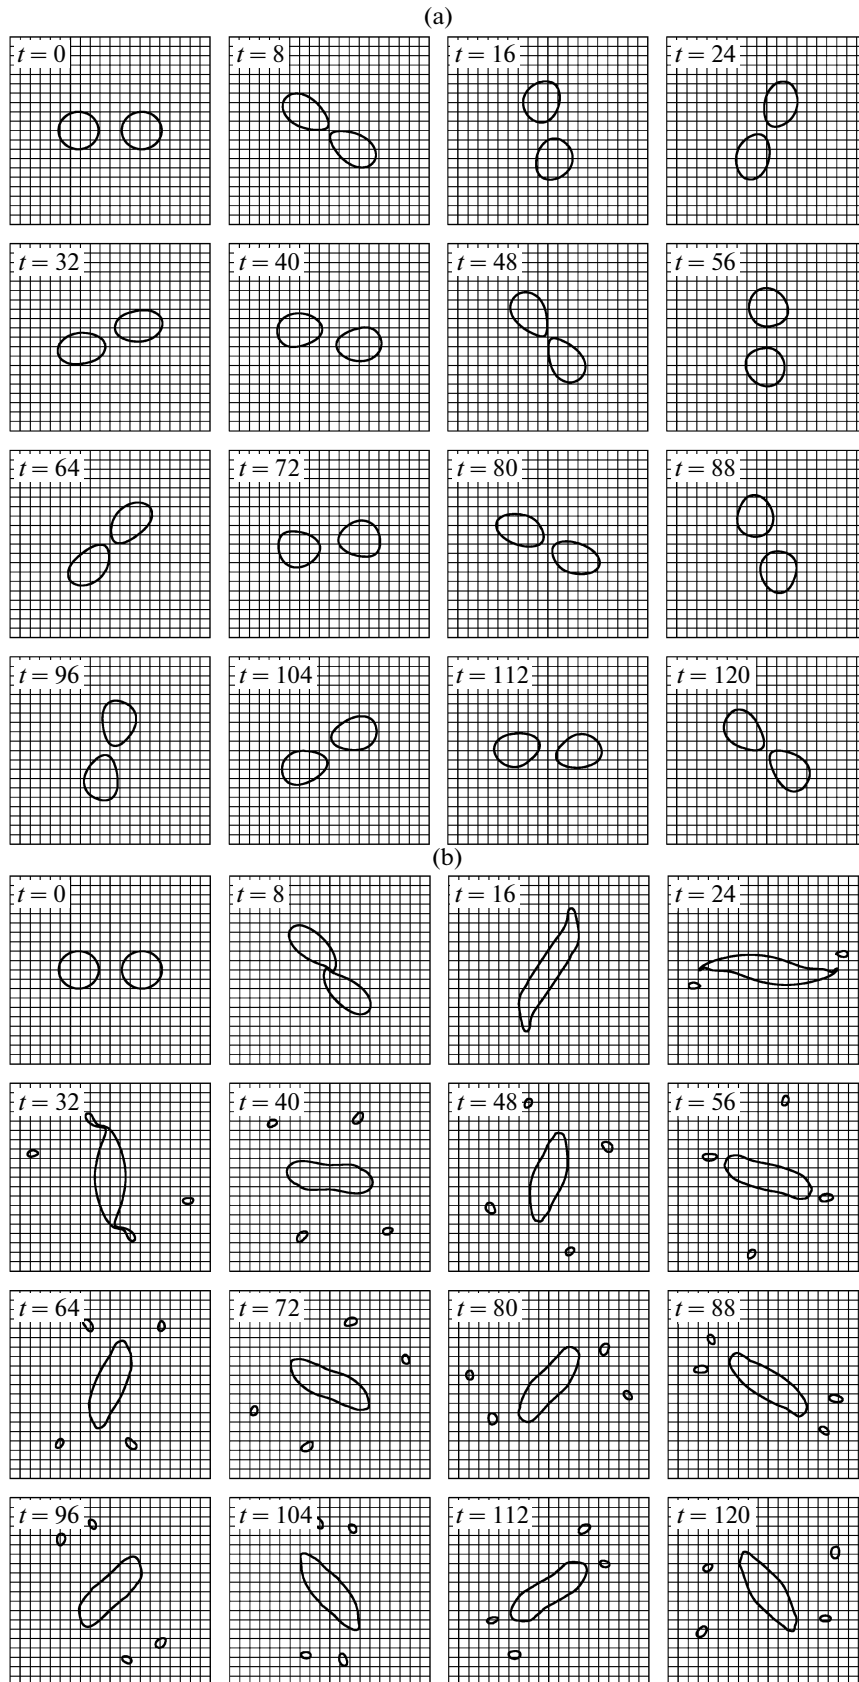 (a)
t = 0 t = 8 t = 16 t = 24
t = 32 t = 40 t = 48 t = 56
t = 64 t = 72 t = 80 t = 88
t = 96 t = 104 t = 112 t = 120
(b)
t = 0 t = 8 t = 16 t = 24
t = 32 t = 40 t = 48 t = 56
t = 64 t = 72 t = 80 t = 88
t = 96 t = 104 t = 112 t = 120